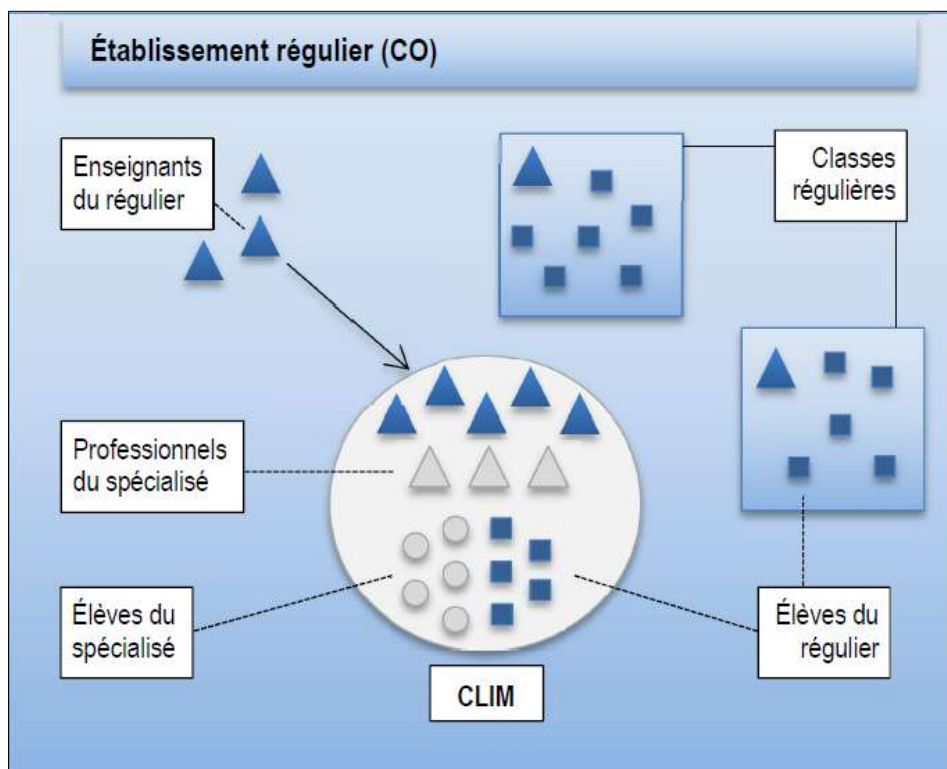 Établissement régulier (CO)
Enseignants
du régulier
Classes
régulières
Professionnels
du spécialisé
Élèves du
spécialisé
Élèves du
régulier
CLIM